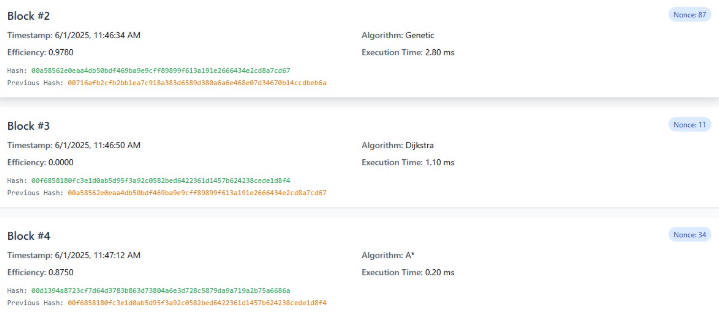 Block #2
Nonce: 87
Timestamp: 6/1/2025, 11:46:34 AM
Algorithm: Genetic
Efficiency: 0.9780
Execution Time: 2.80 ms
Hash: 00a58562e0eaa4db50bdf469ba9e9cff89899f613a191e2666434e2cd8a7cd67
Previous Hash: 00716afb2cfb2bb1ea7c918a383d6589d380a6a6e468e07d34670b14ccdbeb6a
Block #3
Nonce: 11
Timestamp: 6/1/2025, 11:46:50 AM
Algorithm: Dijkstra
Efficiency: 0.0000
Execution Time: 1.10 ms
Hash: 00f6858180fc3e1d0ab5d95f3a92c0582bed6422361d1457b624238cede1d8f4
Previous Hash: 00a58562e0eaa4db50bdf469ba9e9cff89899f613a191e2666434e2cd8a7cd67
Block #4
Nonce: 34
Timestamp: 6/1/2025, 11:47:12 AM
Algorithm: A*
Efficiency: 0.8750
Execution Time: 0.20 ms
Hash: 00d1394a8723cf7d64d3783b863d73804a6e3d728c5879da9a719a2b75a6686a
Previous Hash: 00f6858180fc3e1d0ab5d95f3a92c0582bed6422361d1457b624238cede1d8f4